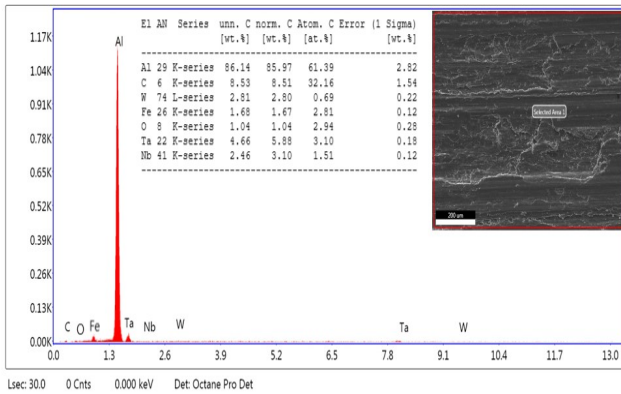 El AN Series unn. C norm. C Atom. C Error (1 Sigma)
[wt.%] [wt.%] [at.%] [wt.%]
Al 29 K-series 86.14 85.97 61.39 2.82
C 6 K-series 8.53 8.51 32.16 1.54
W 74 L-series 2.81 2.80 0.69 0.22
Fe 26 K-series 1.68 1.67 2.81 0.12
O 8 K-series 1.04 1.04 2.94 0.28
Ta 22 K-series 4.66 5.88 3.10 0.18
Nb 41 K-series 2.46 3.10 1.51 0.12
Selected Area 1
200 um
1.17K
1.04K
0.91K
0.78K
0.65K
0.52K
0.39K
0.26K
0.13K
0.00K
Al
C O Fe Ta Nb W Ta W
0.0 1.3 2.6 3.9 5.2 6.5 7.8 9.1 10.4 11.7 13.0
Lsec: 30.0 0 Cnts 0.000 keV Det: Octane Pro Det